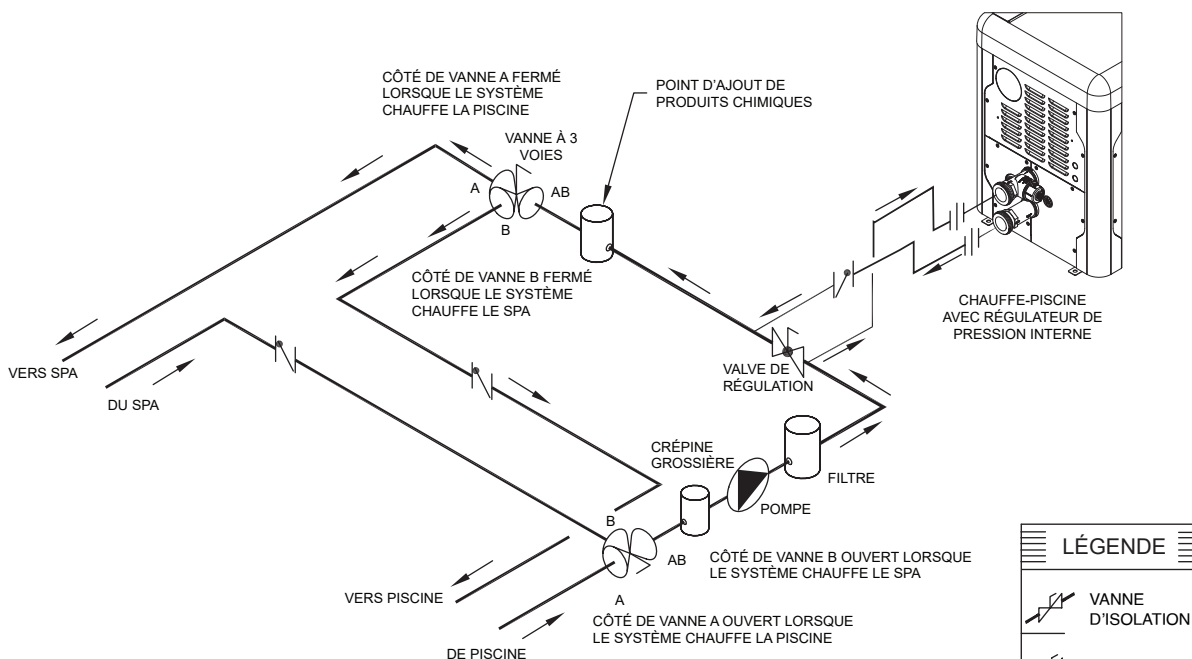 CÔTÉ DE VANNE A FERMÉ
LORSQUE LE SYSTÈME
CHAUFFE LA PISCINE
POINT D'AJOUT DE
PRODUITS CHIMIQUES
VANNE À 3
VOIES
A
AB
B
CÔTÉ DE VANNE B FERMÉ
LORSQUE LE SYSTÈME
CHAUFFE LE SPA
CHAUFFE-PISCINE
AVEC RÉGULATEUR DE
PRESSION INTERNE
VERS SPA
DU SPA
VALVE DE
RÉGULATION
CRÉPINE
GROSSIÈRE
FILTRE
POMPE
B
AB
A
CÔTÉ DE VANNE B OUVERT LORSQUE
LE SYSTÈME CHAUFFE LE SPA
VERS PISCINE
CÔTÉ DE VANNE A OUVERT LORSQUE
LE SYSTÈME CHAUFFE LA PISCINE
DE PISCINE
LÉGENDE
VANNE
D'ISOLATION